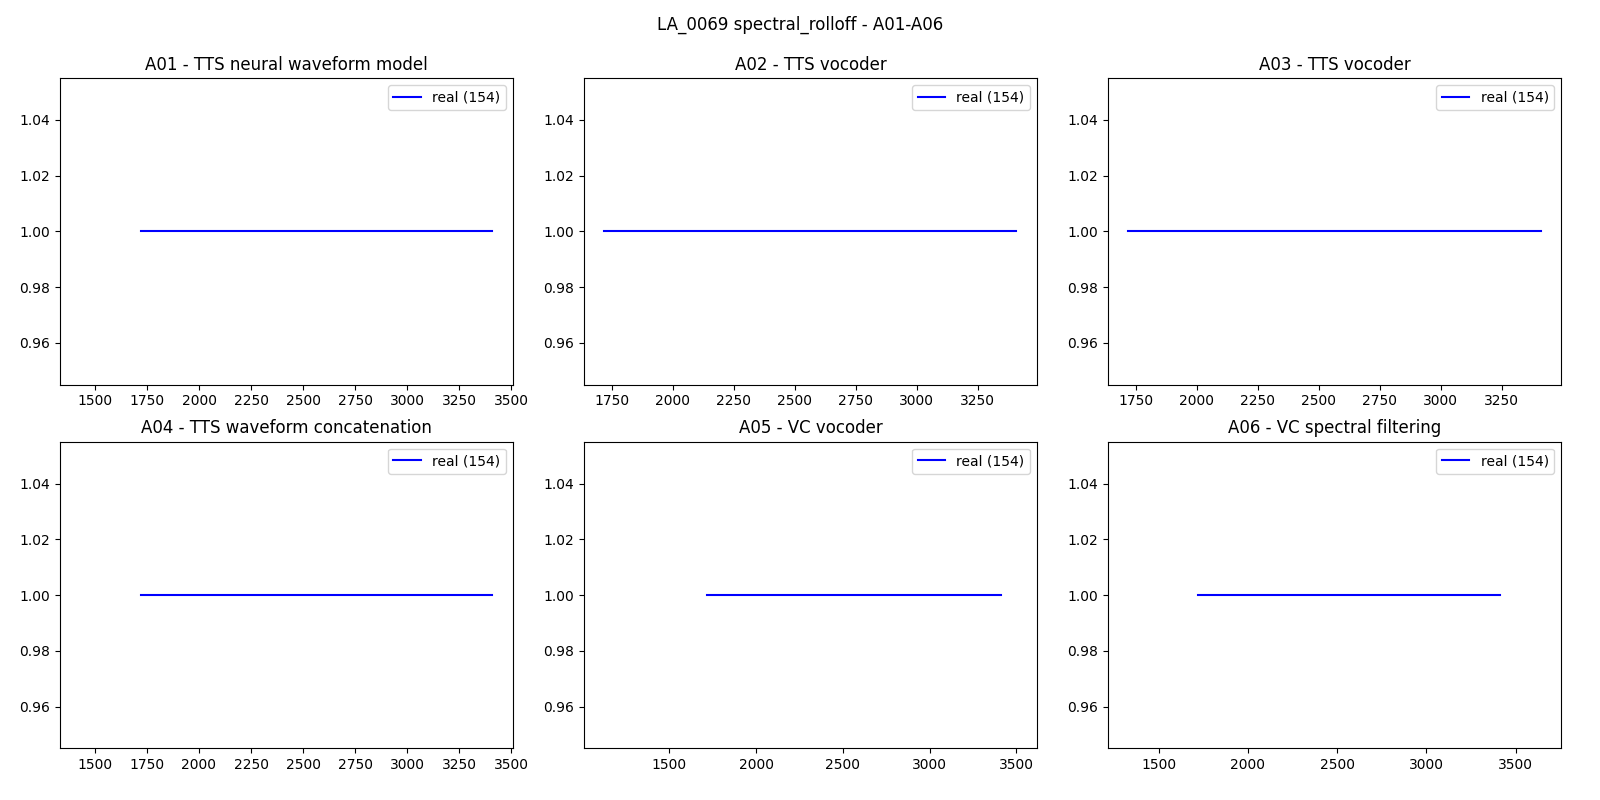 LA_0069 spectral_rolloff - A01-A06
A01 - TTS neural waveform model
real (154)
1.04
1.02
1.00
0.98
0.96
1500 1750 2000 2250 2500 2750 3000 3250 3500
A02 - TTS vocoder
real (154)
1.04
1.02
1.00
0.98
0.96
1750 2000 2250 2500 2750 3000 3250
A03 - TTS vocoder
real (154)
1.04
1.02
1.00
0.98
0.96
1750 2000 2250 2500 2750 3000 3250
A04 - TTS waveform concatenation
real (154)
1.04
1.02
1.00
0.98
0.96
1500 1750 2000 2250 2500 2750 3000 3250 3500
A05 - VC vocoder
real (154)
1.04
1.02
1.00
0.98
0.96
1500 2000 2500 3000 3500
A06 - VC spectral filtering
real (154)
1.04
1.02
1.00
0.98
0.96
1500 2000 2500 3000 3500